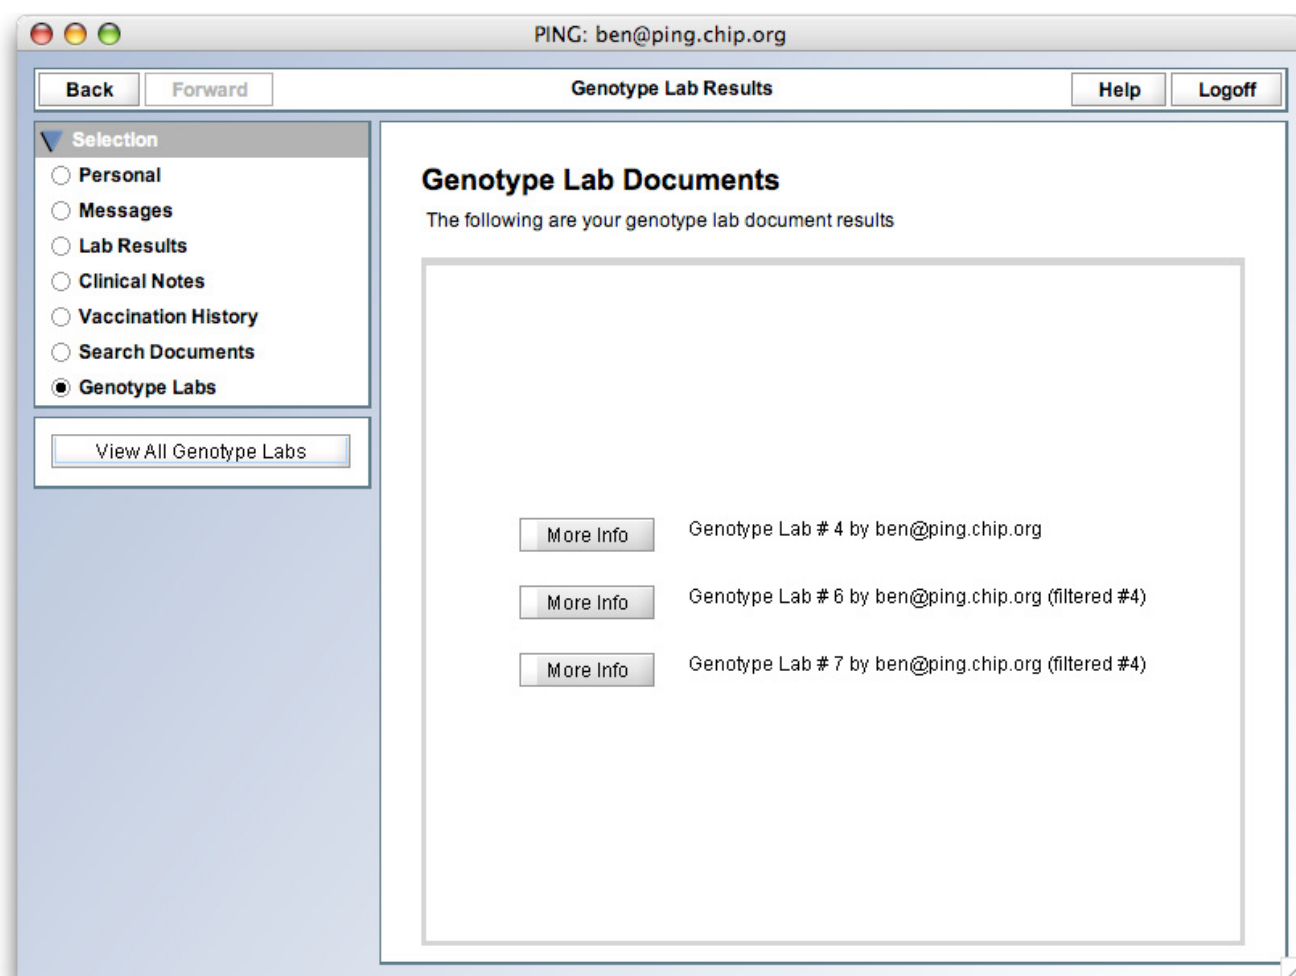 PING: ben@ping.chip.org
Back Forward Genotype Lab Results Help Logoff
Selection
Personal
Messages
Lab Results
Clinical Notes
Vaccination History
Search Documents
Genotype Labs
View All Genotype Labs
Genotype Lab Documents
The following are your genotype lab document results
More Info Genotype Lab # 4 by ben@ping.chip.org
More Info Genotype Lab # 6 by ben@ping.chip.org (filtered #4)
More Info Genotype Lab # 7 by ben@ping.chip.org (filtered #4)